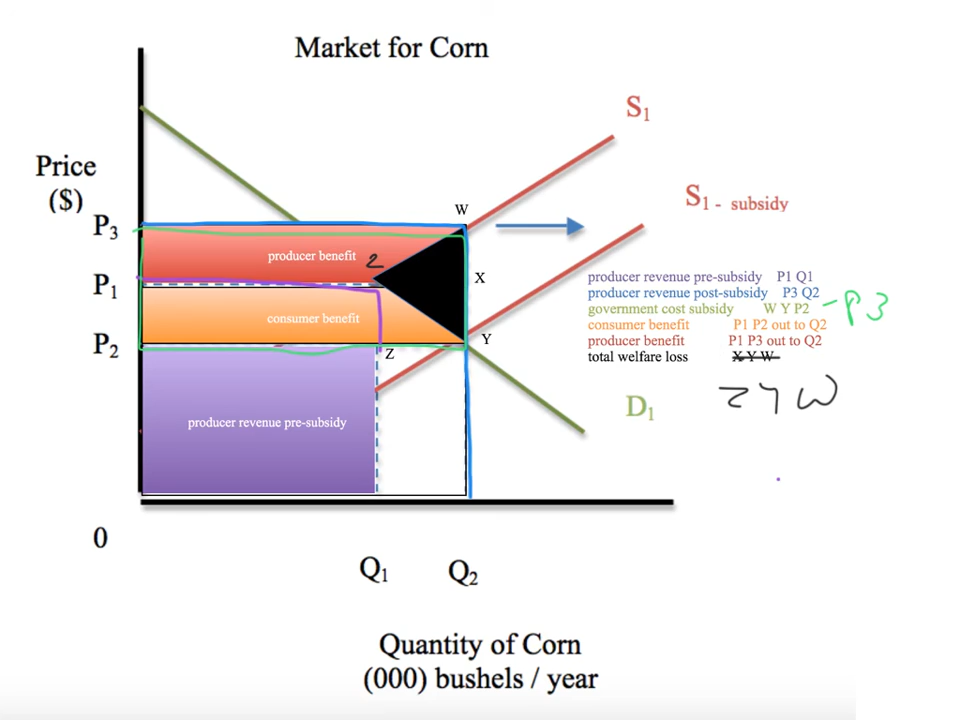 Market for Corn
S1
Price
($)
S1 - subsidy
W
P3
producer benefit 2
P1
X
producer revenue pre-subsidy P1 Q1
producer revenue post-subsidy P3 Q2
government cost subsidy W Y P2 -P3
consumer benefit P1 P2 out to Q2
producer benefit P1 P3 out to Q2
total welfare loss X Y W
consumer benefit
P2
Y
Z
ZYW
D1
producer revenue pre-subsidy
0
Q1 Q2
Quantity of Corn
(000) bushels / year